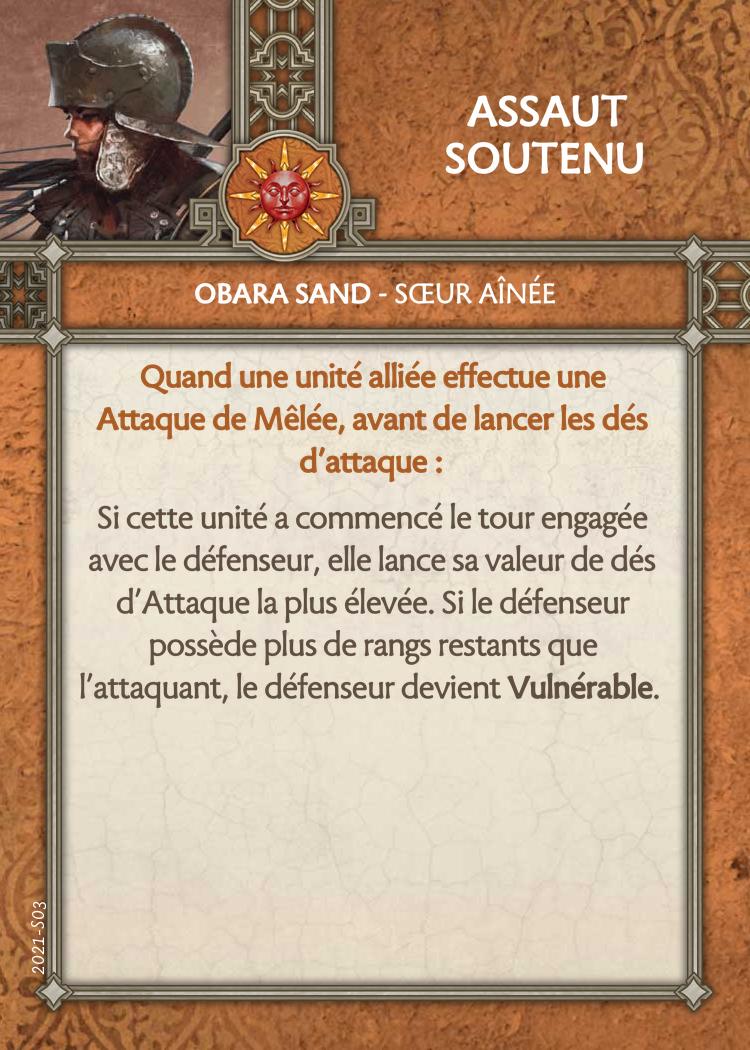 ASSAUT
SOUTENU
OBARA SAND - SŒUR AÎNÉE
Quand une unité alliée effectue une
Attaque de Mêlée, avant de lancer les dés
d'attaque :
Si cette unité a commencé le tour engagée
avec le défenseur, elle lance sa valeur de dés
d'Attaque la plus élevée. Si le défenseur
possède plus de rangs restants que
l'attaquant, le défenseur devient Vulnérable.
2021-S03